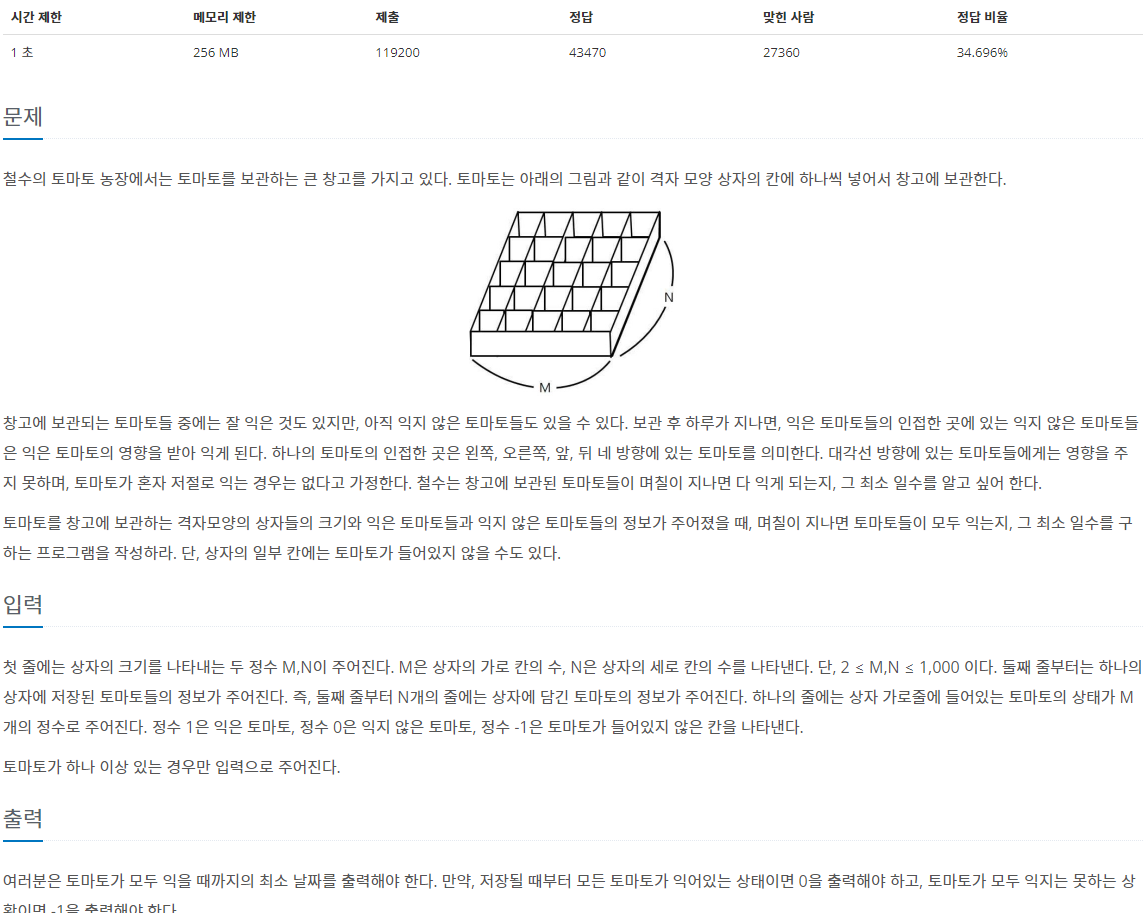 시간 제한 메모리 제한 제출 정답 맞힌 사람 정답 비율
1 초 256 MB 119200 43470 27360 34.696%
문제
철수의 토마토 농장에서는 토마토를 보관하는 큰 창고를 가지고 있다. 토마토는 아래의 그림과 같이 격자 모양 상자의 칸에 하나씩 넣어서 창고에 보관한다.
N
M
창고에 보관되는 토마토들 중에는 잘 익은 것도 있지만, 아직 익지 않은 토마토들도 있을 수 있다. 보관 후 하루가 지나면, 익은 토마토들의 인접한 곳에 있는 익지 않은 토마토들
은 익은 토마토의 영향을 받아 익게 된다. 하나의 토마토의 인접한 곳은 왼쪽, 오른쪽, 앞, 뒤 네 방향에 있는 토마토를 의미한다. 대각선 방향에 있는 토마토들에게는 영향을 주
지 못하며, 토마토가 혼자 저절로 익는 경우는 없다고 가정한다. 철수는 창고에 보관된 토마토들이 며칠이 지나면 다 익게 되는지, 그 최소 일수를 알고 싶어 한다.
토마토를 창고에 보관하는 격자모양의 상자들의 크기와 익은 토마토들과 익지 않은 토마토들의 정보가 주어졌을 때, 며칠이 지나면 토마토들이 모두 익는지, 그 최소 일수를 구
하는 프로그램을 작성하라. 단, 상자의 일부 칸에는 토마토가 들어있지 않을 수도 있다.
입력
첫 줄에는 상자의 크기를 나타내는 두 정수 M,N이 주어진다. M은 상자의 가로 칸의 수, N은 상자의 세로 칸의 수를 나타낸다. 단, 2 ≤ M,N ≤ 1,000 이다. 둘째 줄부터는 하나의
상자에 저장된 토마토들의 정보가 주어진다. 즉, 둘째 줄부터 N개의 줄에는 상자에 담긴 토마토의 정보가 주어진다. 하나의 줄에는 상자 가로줄에 들어있는 토마토의 상태가 M
개의 정수로 주어진다. 정수 1은 익은 토마토, 정수 0은 익지 않은 토마토, 정수 -1은 토마토가 들어있지 않은 칸을 나타낸다.
토마토가 하나 이상 있는 경우만 입력으로 주어진다.
출력
여러분은 토마토가 모두 익을 때까지의 최소 날짜를 출력해야 한다. 만약, 저장될 때부터 모든 토마토가 익어있는 상태이면 0을 출력해야 하고, 토마토가 모두 익지는 못하는 상
황이면 -1을 출력해야 한다.